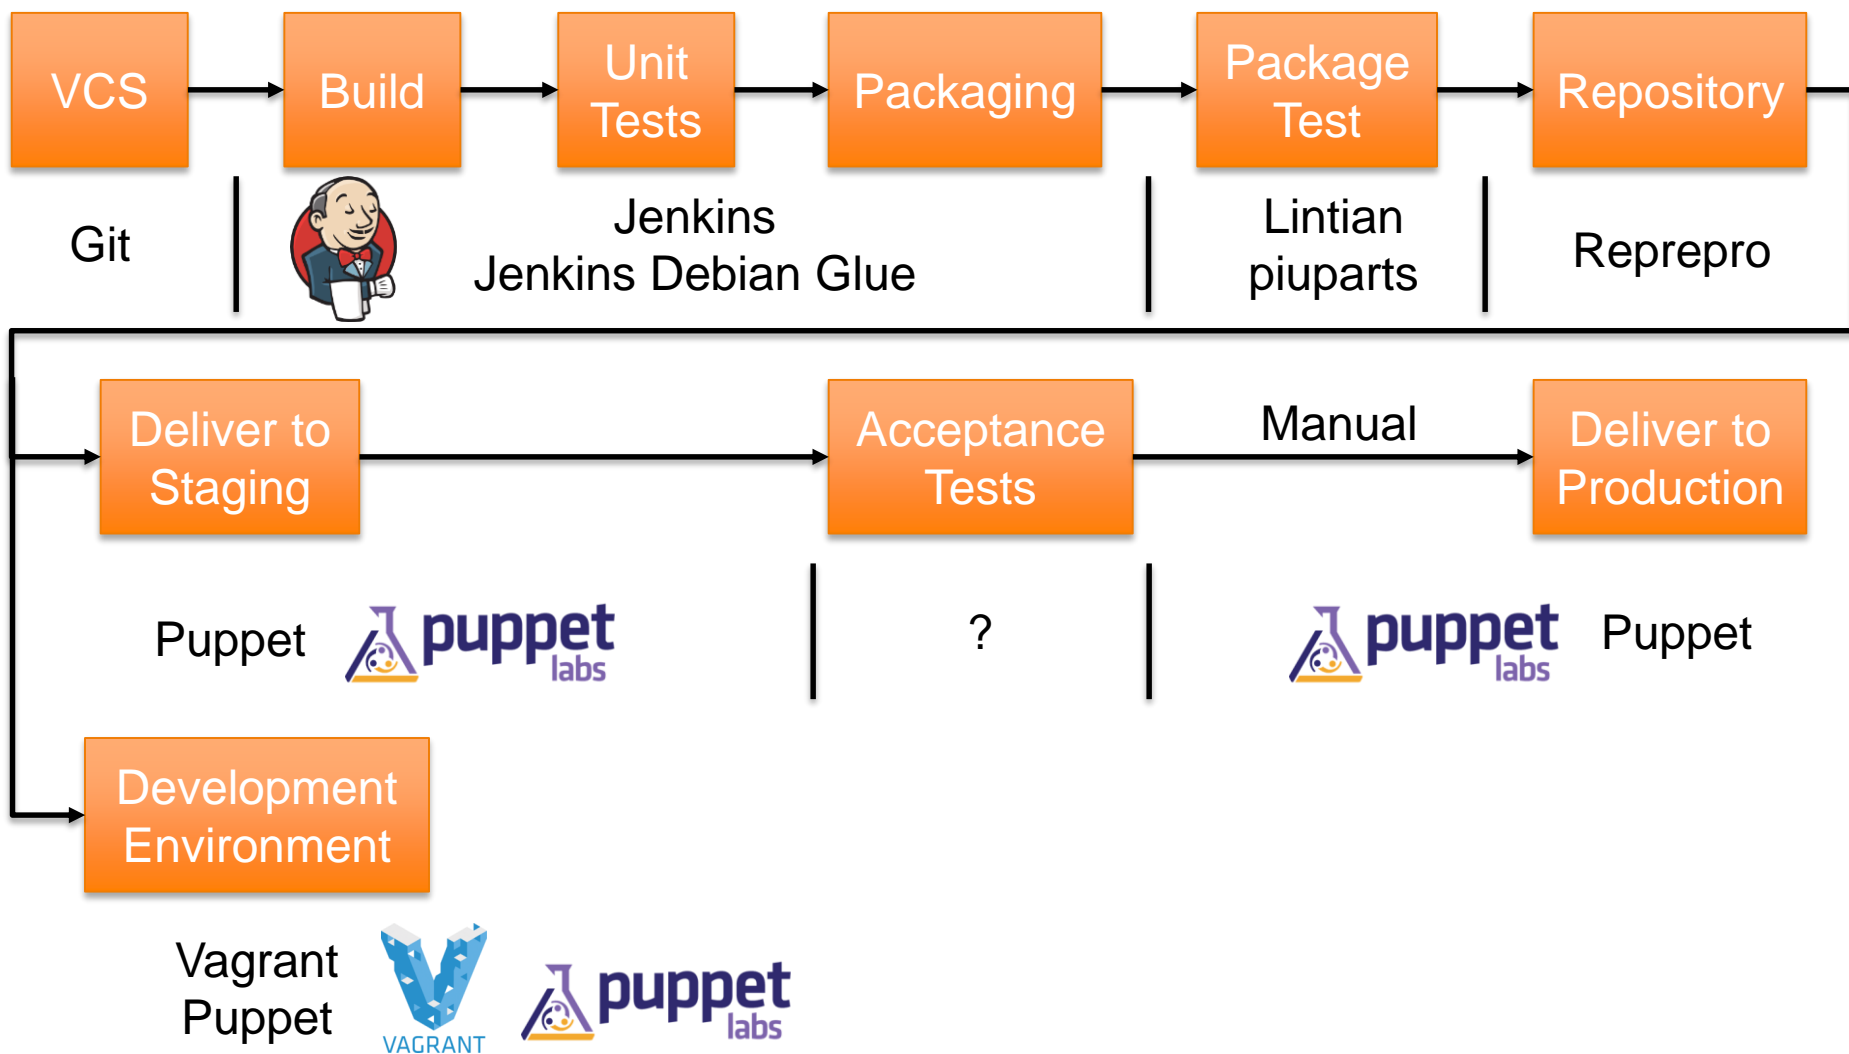 VCS
Build
Unit
Tests
Packaging
Package
Test
Repository
Git
Jenkins
Jenkins Debian Glue
Lintian
piuparts
Reprepro
Deliver to
Staging
Acceptance
Tests
Manual
Deliver to
Production
Puppet
puppet
labs
?
puppet
labs
Puppet
Development
Environment
Vagrant
Puppet
VAGRANT
puppet
labs